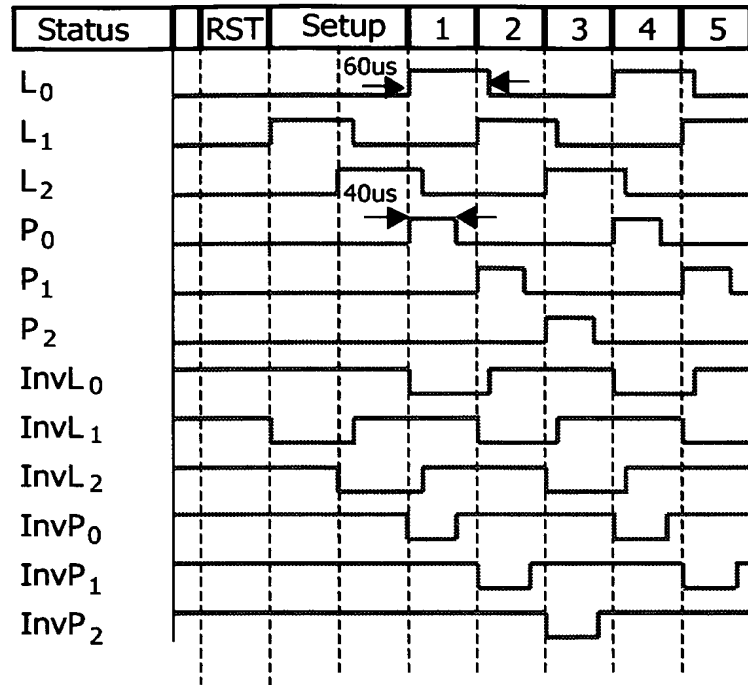 Status RST Setup 1 2 3 4 5
60us
L0
L1
L2
40us
P0
P1
P2
InvL0
InvL1
InvL2
InvP0
InvP1
InvP2